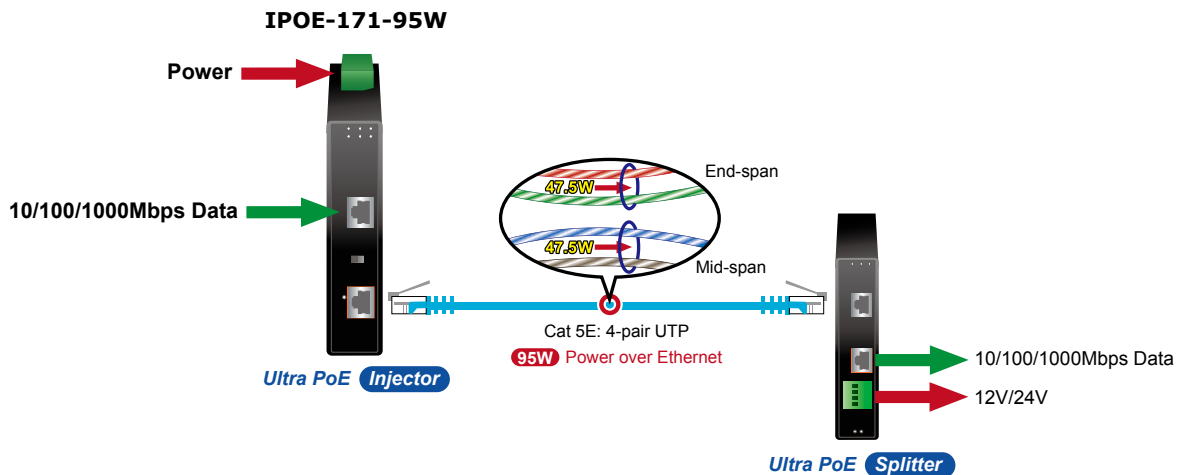 IPOE-171-95W
Power
10/100/1000Mbps Data
47.5W
End-span
47.5W
Mid-span
Cat 5E: 4-pair UTP
95W Power over Ethernet
Ultra PoE Injector
10/100/1000Mbps Data
12V/24V
Ultra PoE Splitter